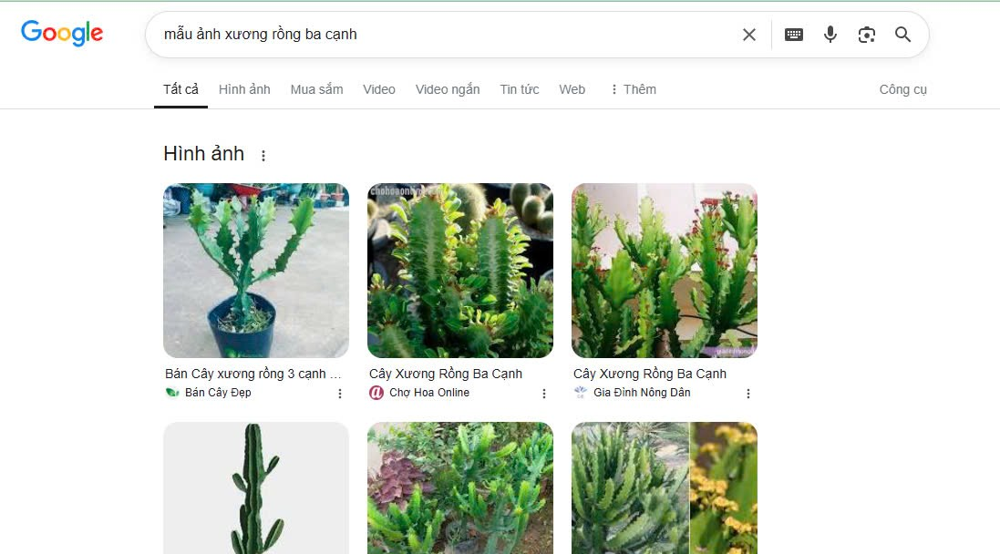 Google
mẫu ảnh xương rồng ba cạnh
Tất cả Hình ảnh Mua sắm Video Video ngắn Tin tức Web Thêm Công cụ
Hình ảnh
Bán Cây xương rồng 3 cạnh ...
Bán Cây Đẹp
Cây Xương Rồng Ba Cạnh
Chợ Hoa Online
Cây Xương Rồng Ba Cạnh
Gia Đình Nông Dân